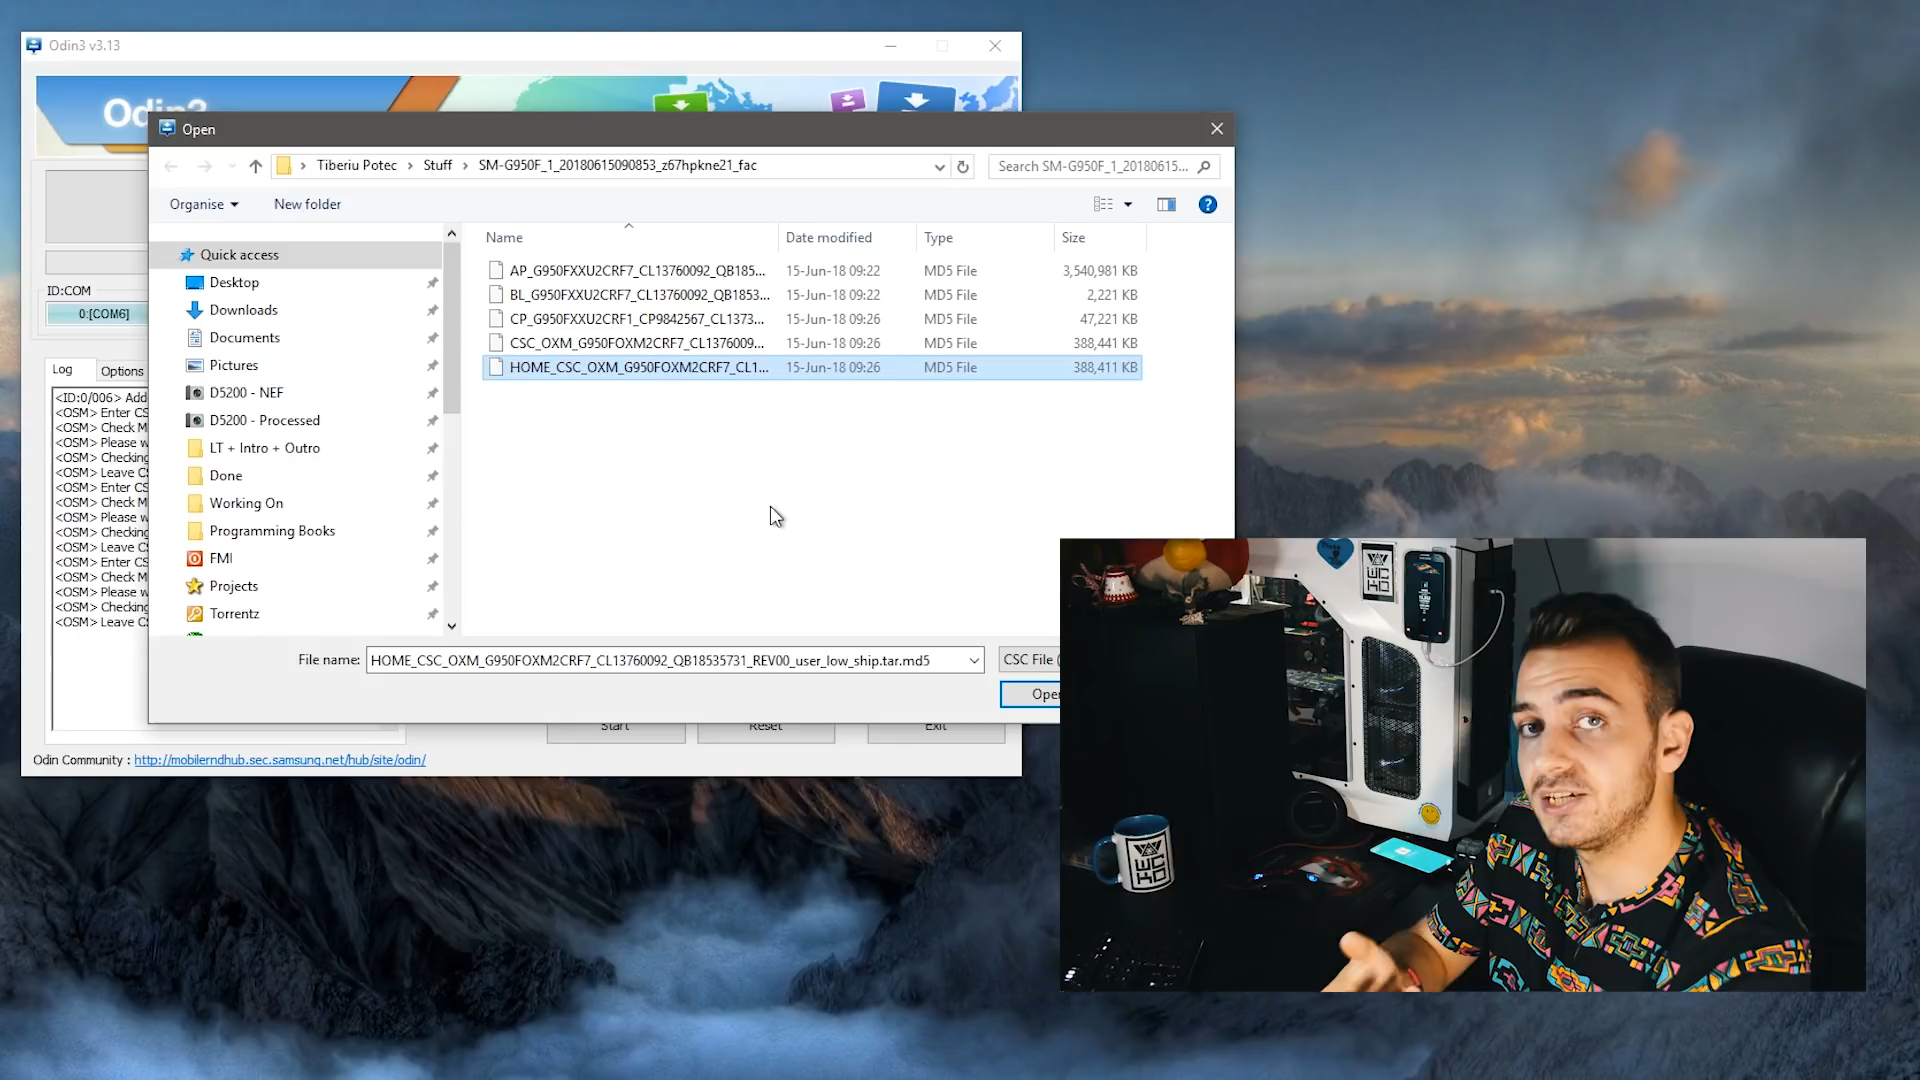 Odin3 v3.13
Odin3
Open
Tiberiu Potec
Stuff
SM-G950F_1_20180615090853_z67hpkne21_fac
Search SM-G950F_1_20180615...
Organise
New folder
Quick access
Desktop
Downloads
Documents
Pictures
D5200 - NEF
D5200 - Processed
LT + Intro + Outro
Done
Working On
Programming Books
FMI
Projects
Torrentz
Name Date modified Type Size
AP_G950FXXU2CRF7_CL13760092_QB185... 15-Jun-18 09:22 MD5 File 3,540,981 KB
BL_G950FXXU2CRF7_CL13760092_QB1853... 15-Jun-18 09:22 MD5 File 2,221 KB
CP_G950FXXU2CRF1_CP9842567_CL1373... 15-Jun-18 09:26 MD5 File 47,221 KB
CSC_OXM_G950FOXM2CRF7_CL1376009... 15-Jun-18 09:26 MD5 File 388,441 KB
HOME_CSC_OXM_G950FOXM2CRF7_CL1... 15-Jun-18 09:26 MD5 File 388,411 KB
File name: HOME_CSC_OXM_G950FOXM2CRF7_CL13760092_QB18535731_REV00_user_low_ship.tar.md5
CSC File (
Open
ID:COM
0:[COM6]
Log
Options
<ID:0/006> Add
<OSM> Enter CS
<OSM> Check M
<OSM> Please w
<OSM> Checking
<OSM> Leave CS
<OSM> Enter CS
<OSM> Check M
<OSM> Please w
<OSM> Checking
<OSM> Leave CS
<OSM> Enter CS
<OSM> Check M
<OSM> Please w
<OSM> Checking
<OSM> Leave CS
Start
Reset
Exit
Odin Community : http://mobilerndhub.sec.samsung.net/hub/site/odin/